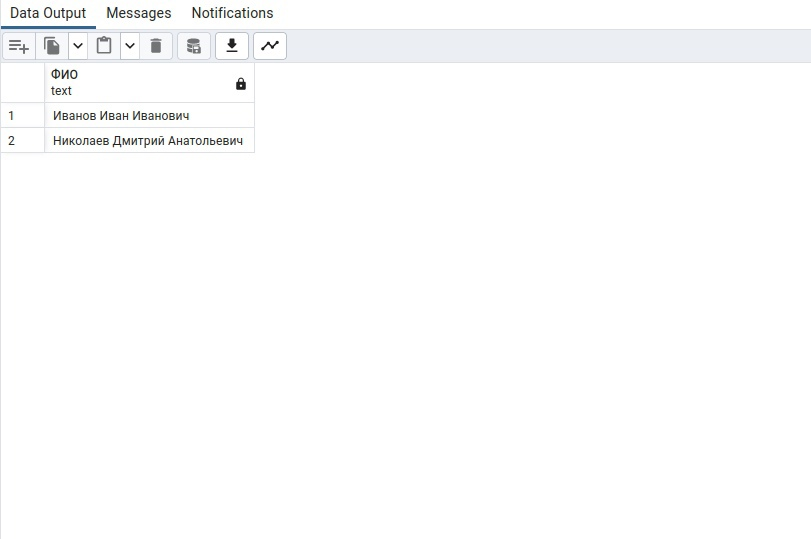 Data Output Messages Notifications
ФИО
text
1 Иванов Иван Иванович
2 Николаев Дмитрий Анатольевич